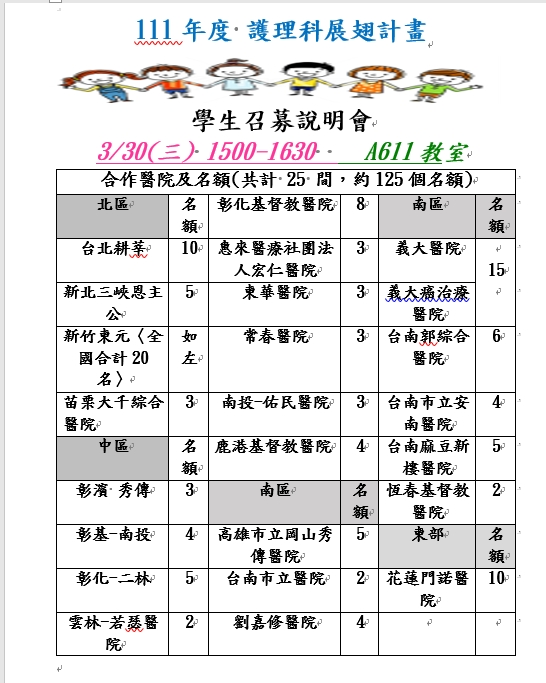 111 年度 護理科展翅計畫
學生召募說明會
3/30(三) 1500-1630 A611 教室
合作醫院及名額(共計 25 間，約 125 個名額)
北區 名額 彰化基督教醫院 8 南區 名額
台北耕莘 10 惠來醫療社團法人宏仁醫院 3 義大醫院 15
新北三峽恩主公 5 東華醫院 3 義大癌治療醫院
新竹東元〈全國合計 20 名〉 如左 常春醫院 3 台南郭綜合醫院 6
苗栗大千綜合醫院 3 南投-佑民醫院 3 台南市立安南醫院 4
中區 名額 鹿港基督教醫院 4 台南麻豆新樓醫院 5
彰濱 秀傳 3 南區 名額 恆春基督教醫院 2
彰基-南投 4 高雄市立岡山秀傳醫院 5 東部 名額
彰化-二林 5 台南市立醫院 2 花蓮門諾醫院 10
雲林-若瑟醫院 2 劉嘉修醫院 4